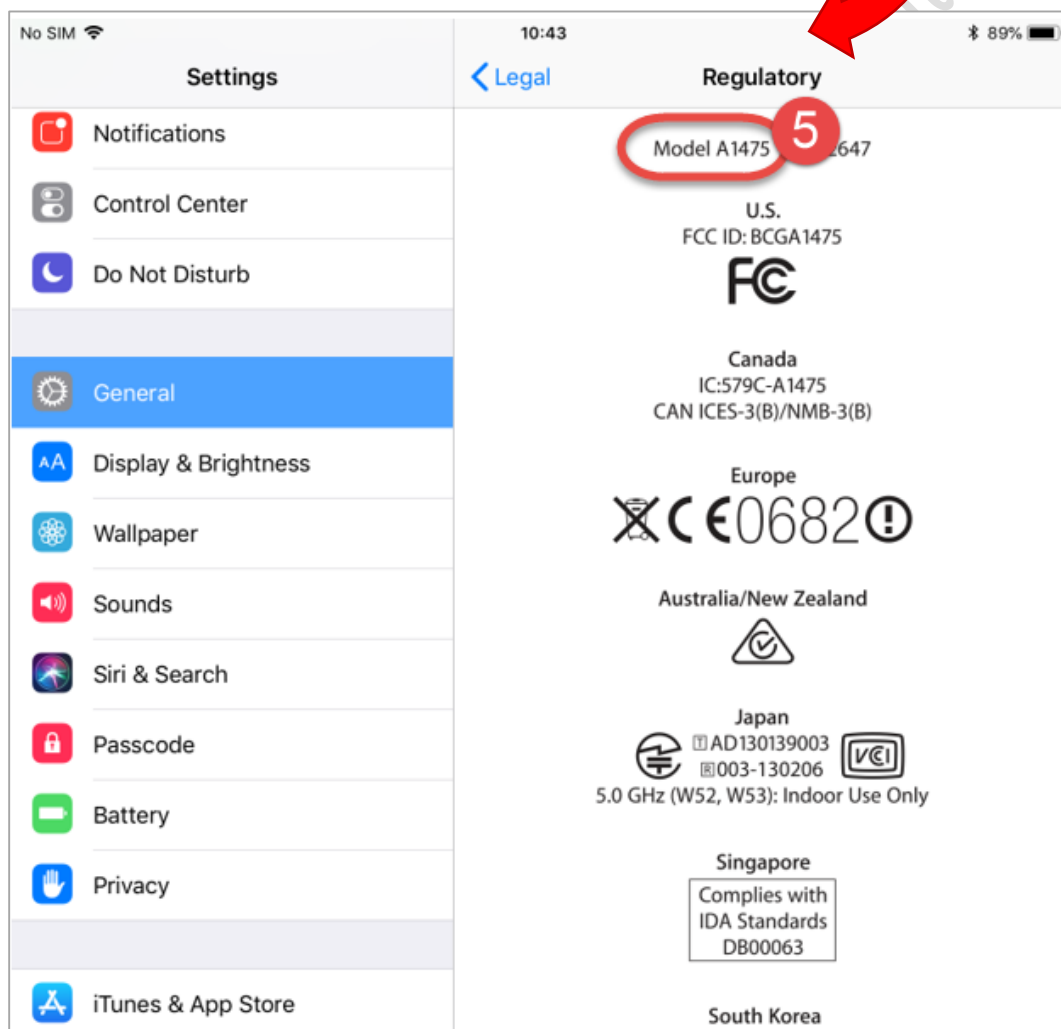 No SIM 10:43 89%
Settings
Legal Regulatory
Notifications
Control Center
Do Not Disturb
General
Display & Brightness
Wallpaper
Sounds
Siri & Search
Passcode
Battery
Privacy
iTunes & App Store
Model A1475 2647
5
U.S.
FCC ID: BCGA1475
FC
Canada
IC:579C-A1475
CAN ICES-3(B)/NMB-3(B)
Europe
CE0682
Australia/New Zealand
Japan
T AD130139003
R 003-130206
VCI
5.0 GHz (W52, W53): Indoor Use Only
Singapore
Complies with
IDA Standards
DB00063
South Korea